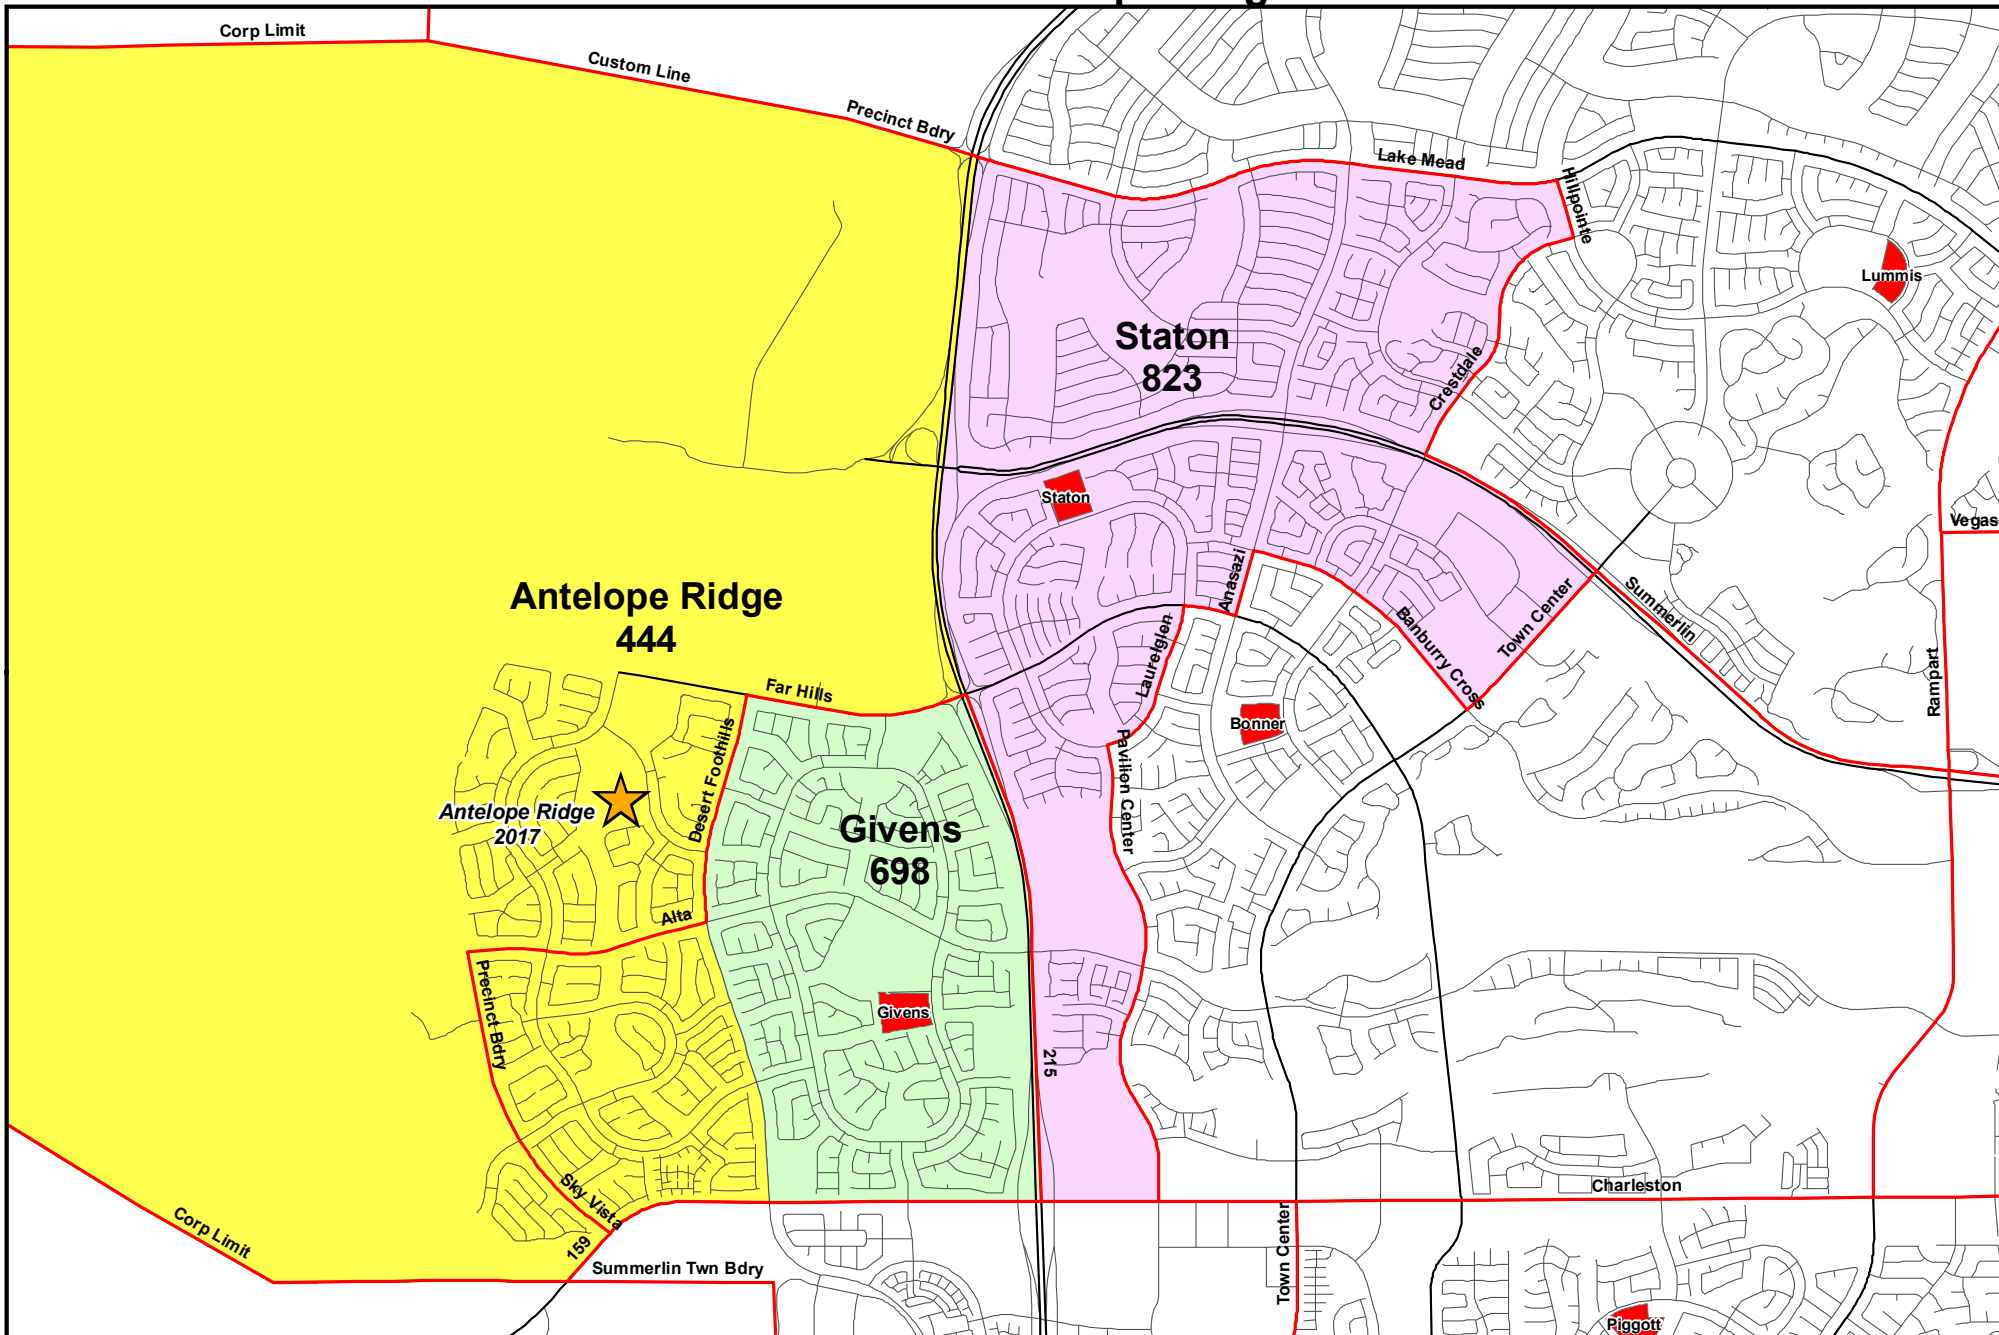 Corp Limit
Custom Line
Precinct Bdry
Lake Mead
Hillpointe
Lummis
Staton
823
Crestdale
Staton
Vegas
Anasazi
Antelope Ridge
444
Laurelglen
Banburry Cross
Town Center
Summerlin
Rampart
Far Hills
Desert Foothills
Bonner
Pavilion Center
Antelope Ridge
2017
Givens
698
Alta
Precinct Bdry
Givens
215
Sky Vista
Charleston
Corp Limit
159
Summerlin Twn Bdry
Town Center
Piggott